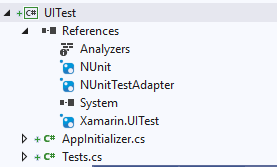 C# UITest
References
Analyzers
NUnit
NUnitTestAdapter
System
Xamarin.UITest
+ AppInitializer.cs
+ Tests.cs